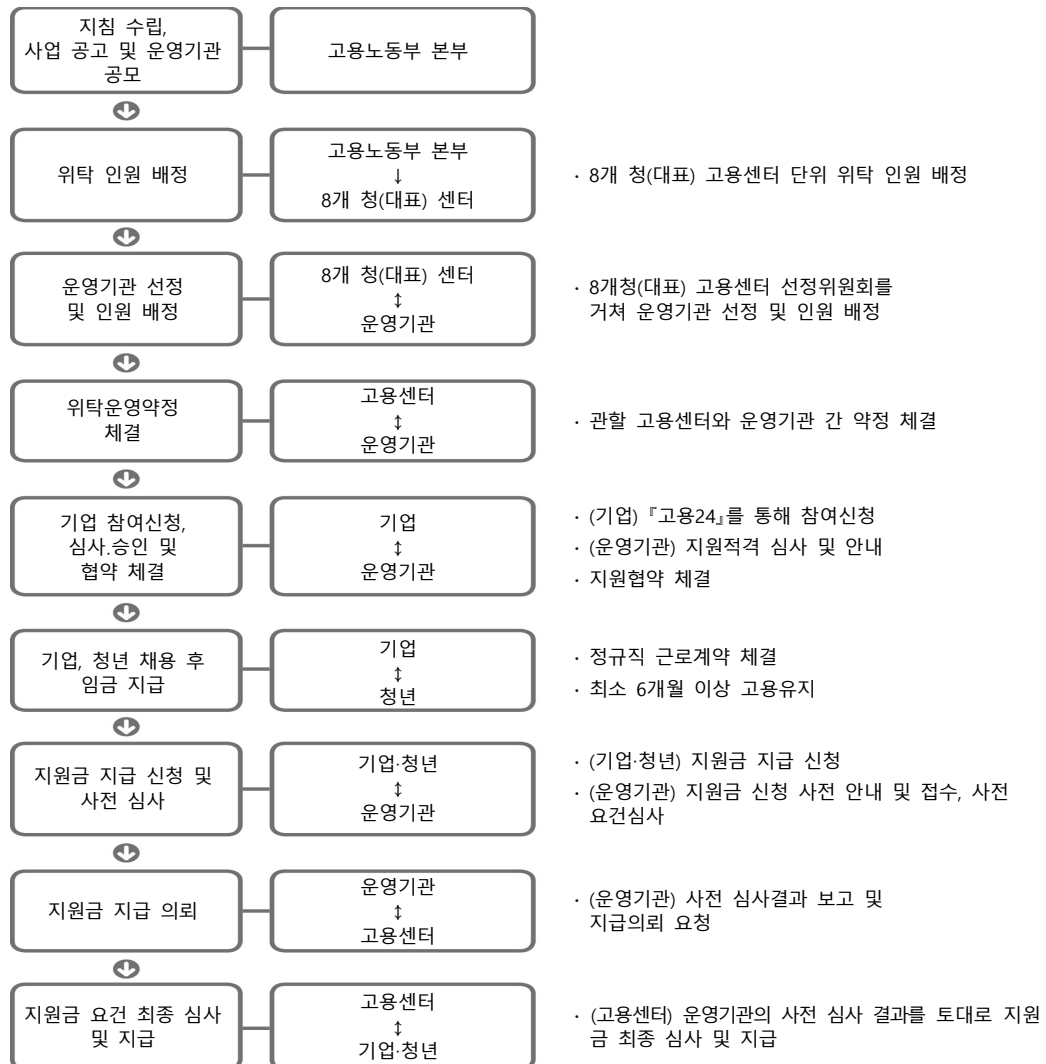 지침 수립,
사업 공고 및 운영기관
공모
고용노동부 본부
위탁 인원 배정
고용노동부 본부
↓
8개 청(대표) 센터
· 8개 청(대표) 고용센터 단위 위탁 인원 배정
운영기관 선정
및 인원 배정
8개 청(대표) 센터
↕
운영기관
· 8개청(대표) 고용센터 선정위원회를
거쳐 운영기관 선정 및 인원 배정
위탁운영약정
체결
고용센터
↕
운영기관
· 관할 고용센터와 운영기관 간 약정 체결
기업 참여신청,
심사.승인 및
협약 체결
기업
↕
운영기관
· (기업)『고용24』를 통해 참여신청
· (운영기관) 지원적격 심사 및 안내
· 지원협약 체결
기업, 청년 채용 후
임금 지급
기업
↕
청년
· 정규직 근로계약 체결
· 최소 6개월 이상 고용유지
지원금 지급 신청 및
사전 심사
기업·청년
↕
운영기관
· (기업·청년) 지원금 지급 신청
· (운영기관) 지원금 신청 사전 안내 및 접수, 사전
요건심사
지원금 지급 의뢰
운영기관
↕
고용센터
· (운영기관) 사전 심사결과 보고 및
지급의뢰 요청
지원금 요건 최종 심사
및 지급
고용센터
↕
기업·청년
· (고용센터) 운영기관의 사전 심사 결과를 토대로 지원
금 최종 심사 및 지급